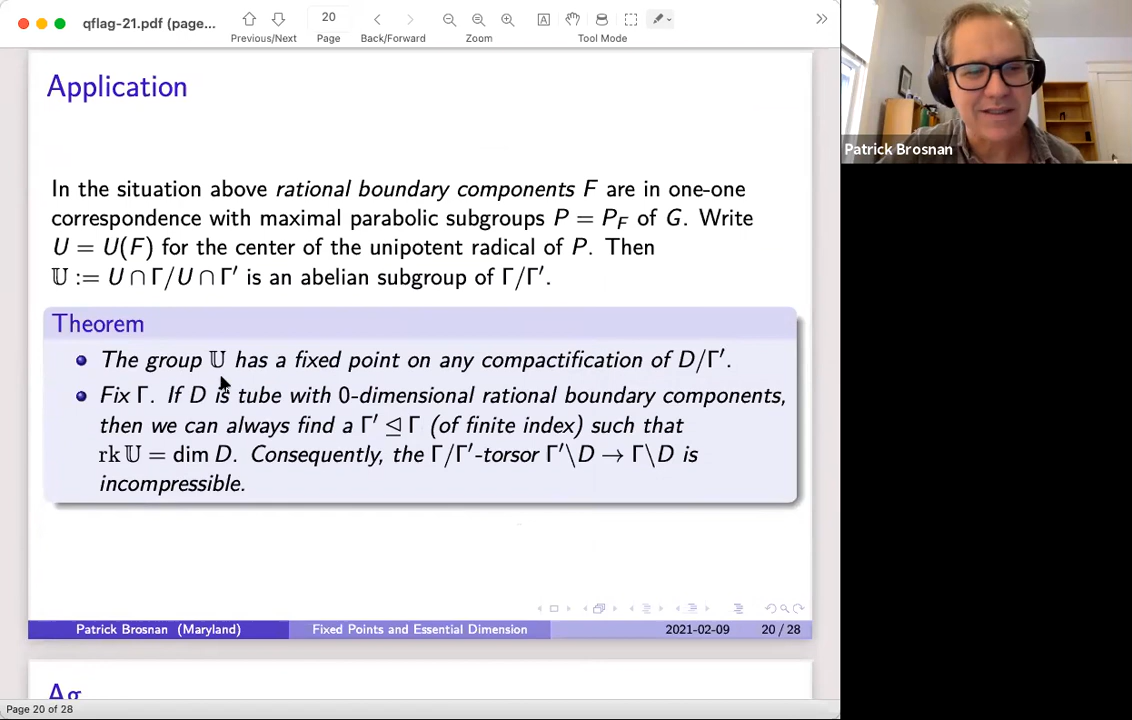 qflag-21.pdf (page...
20
Previous/Next
Page
Back/Forward
Zoom
Tool Mode
Application
In the situation above rational boundary components F are in one-one
correspondence with maximal parabolic subgroups P = P_F of G. Write
U = U(F) for the center of the unipotent radical of P. Then
𝕌 := U ∩ Γ/U ∩ Γ′ is an abelian subgroup of Γ/Γ′.
Theorem
The group 𝕌 has a fixed point on any compactification of D/Γ′.
Fix Γ. If D is tube with 0-dimensional rational boundary components,
then we can always find a Γ′ ⊴ Γ (of finite index) such that
rk 𝕌 = dim D. Consequently, the Γ/Γ′-torsor Γ′\D → Γ\D is
incompressible.
Patrick Brosnan (Maryland)
Fixed Points and Essential Dimension
2021-02-09
20 / 28
Ag
Page 20 of 28
Patrick Brosnan